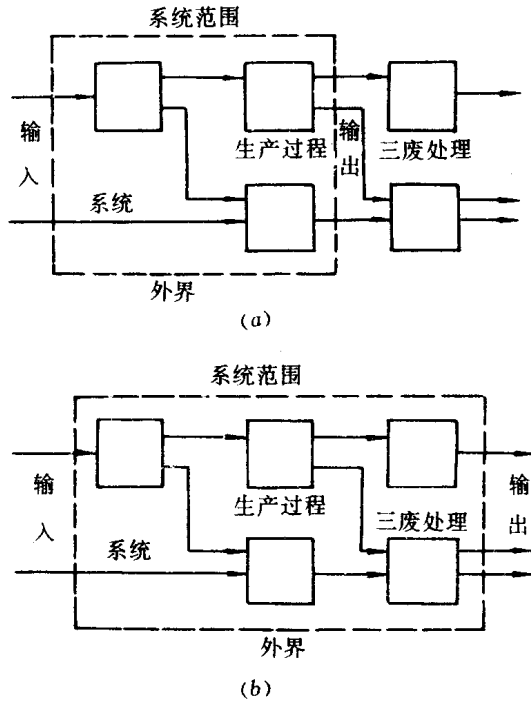 系统范围
输入
生产过程
输出
三废处理
系统
外界
(a)
系统范围
输入
生产过程
三废处理
输出
系统
外界
(b)